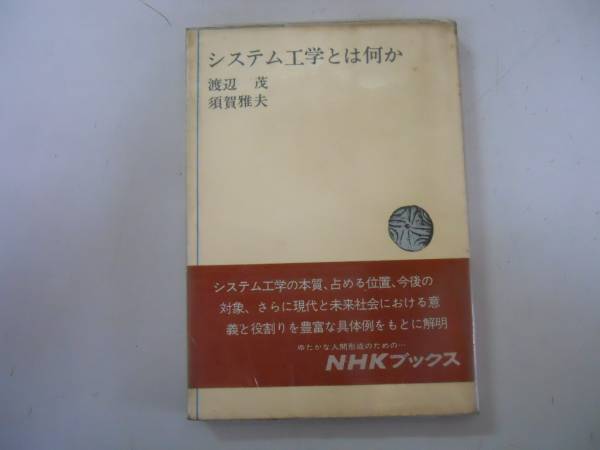 システム工学とは何か
渡辺 茂
須賀雅夫
システム工学の本質、占める位置、今後の
対象、さらに現代と未来社会における意
義と役割りを豊富な具体例をもとに解明
ゆたかな人間形成のための…
NHKブックス